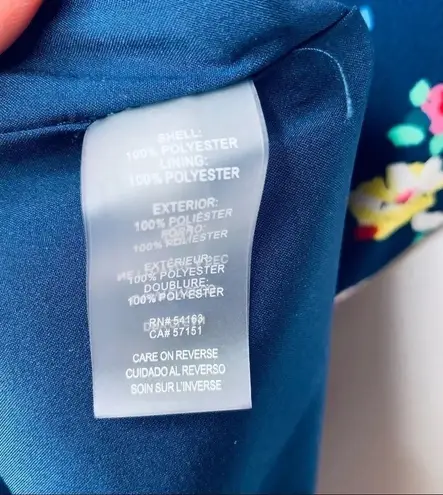 SHELL:
100% POLYESTER
LINING:
100% POLYESTER
EXTERIOR:
100% POLIÉSTER
FORRO:
100% POLIÉSTER
EXTÉRIEUR:
100% POLYESTER
DOUBLURE:
100% POLYESTER
RN# 54163
CA# 57151
CARE ON REVERSE
CUIDADO AL REVERSO
SOIN SUR L'INVERSE